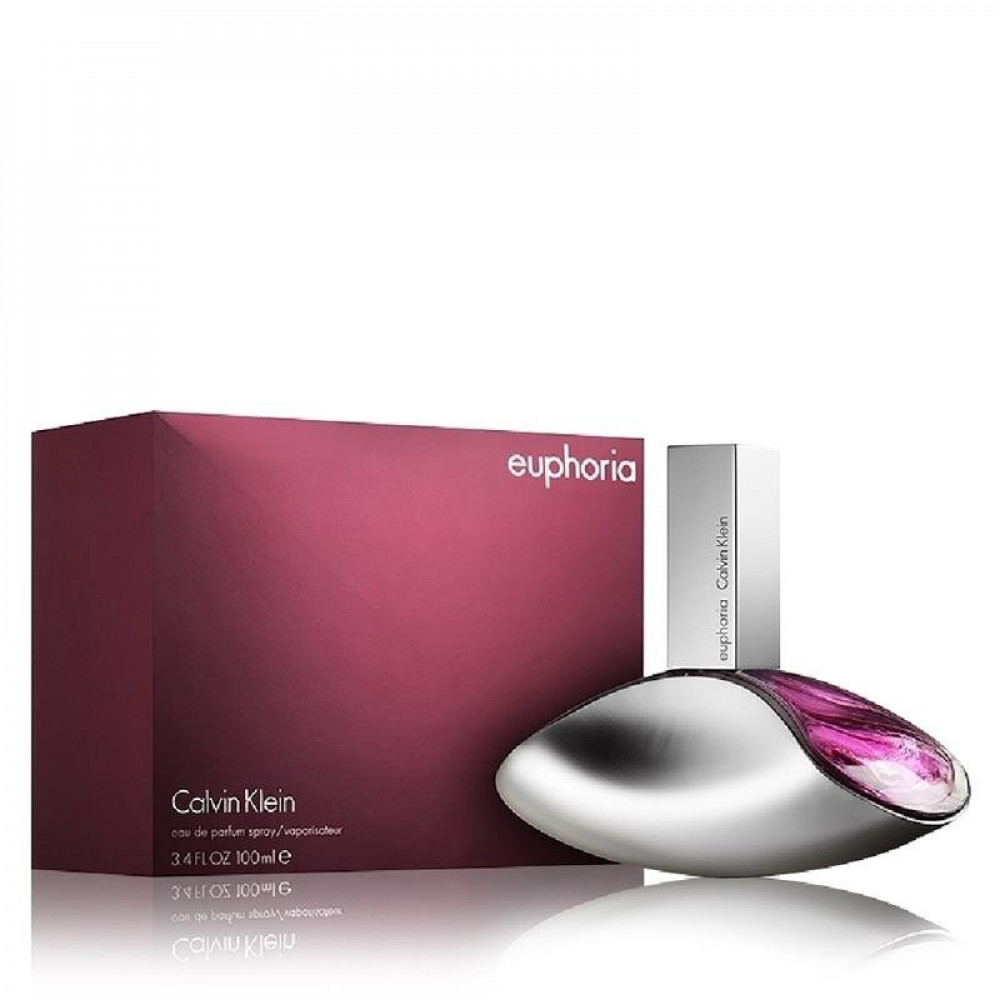 euphoria
Calvin Klein
eau de parfum spray/vaporisateur
3.4 FL OZ 100ml ℮
euphoria Calvin Klein